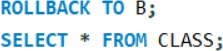 ROLLBACK TO B;
SELECT * FROM CLASS;